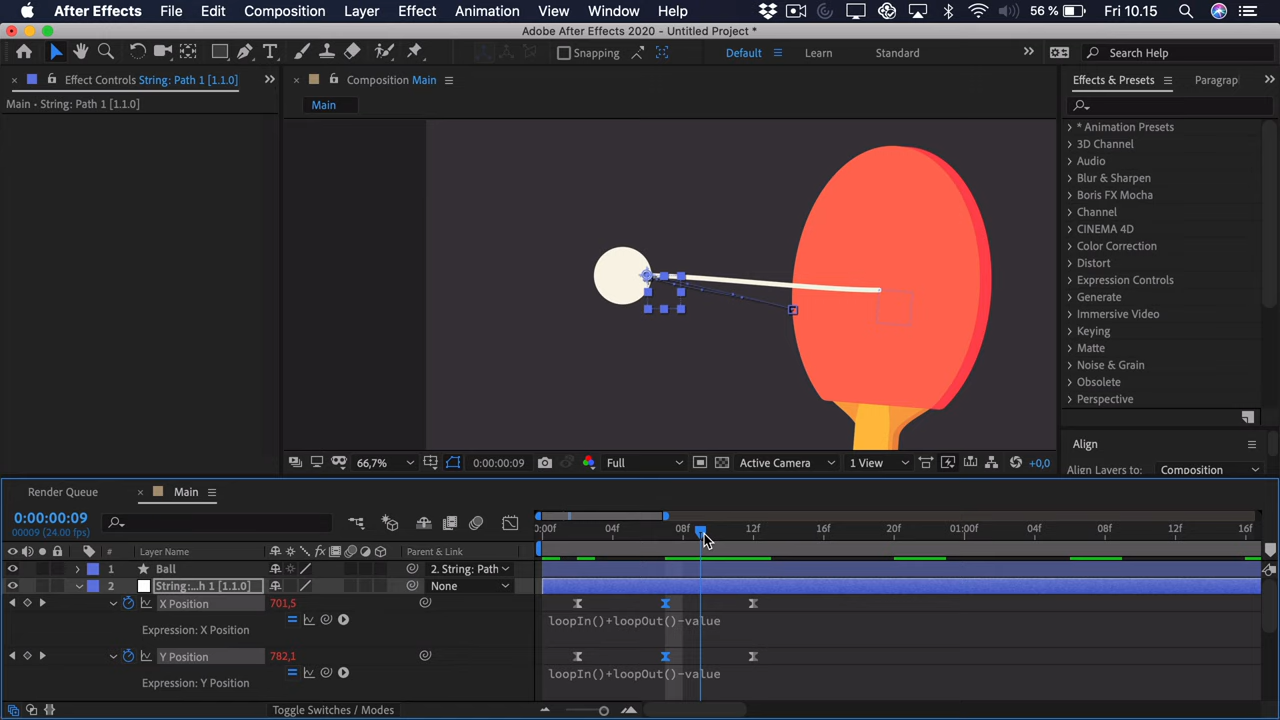 After Effects File Edit Composition Layer Effect Animation View Window Help 56 % Fri 10.15
Adobe After Effects 2020 - Untitled Project *
Snapping Default Learn Standard Search Help
Effect Controls String: Path 1 [1.1.0] Composition Main Effects & Presets Paragrap
Main - String: Path 1 [1.1.0] Main
* Animation Presets
3D Channel
Audio
Blur & Sharpen
Boris FX Mocha
Channel
CINEMA 4D
Color Correction
Distort
Expression Controls
Generate
Immersive Video
Keying
Matte
Noise & Grain
Obsolete
Perspective
Align
Align Layers to: Composition
66,7% 0:00:00:09 Full Active Camera 1 View +0,0
Render Queue Main
0:00:00:09
00009 (24.00 fps)
0:00f 04f 08f 12f 16f 20f 01:00f 04f 08f 12f 16f
# Layer Name fx Parent & Link
1 Ball 2. String: Path
2 String:...h 1 [1.1.0] None
X Position 701,5
Expression: X Position loopIn()+loopOut()-value
Y Position 782,1
Expression: Y Position loopIn()+loopOut()-value
Toggle Switches / Modes